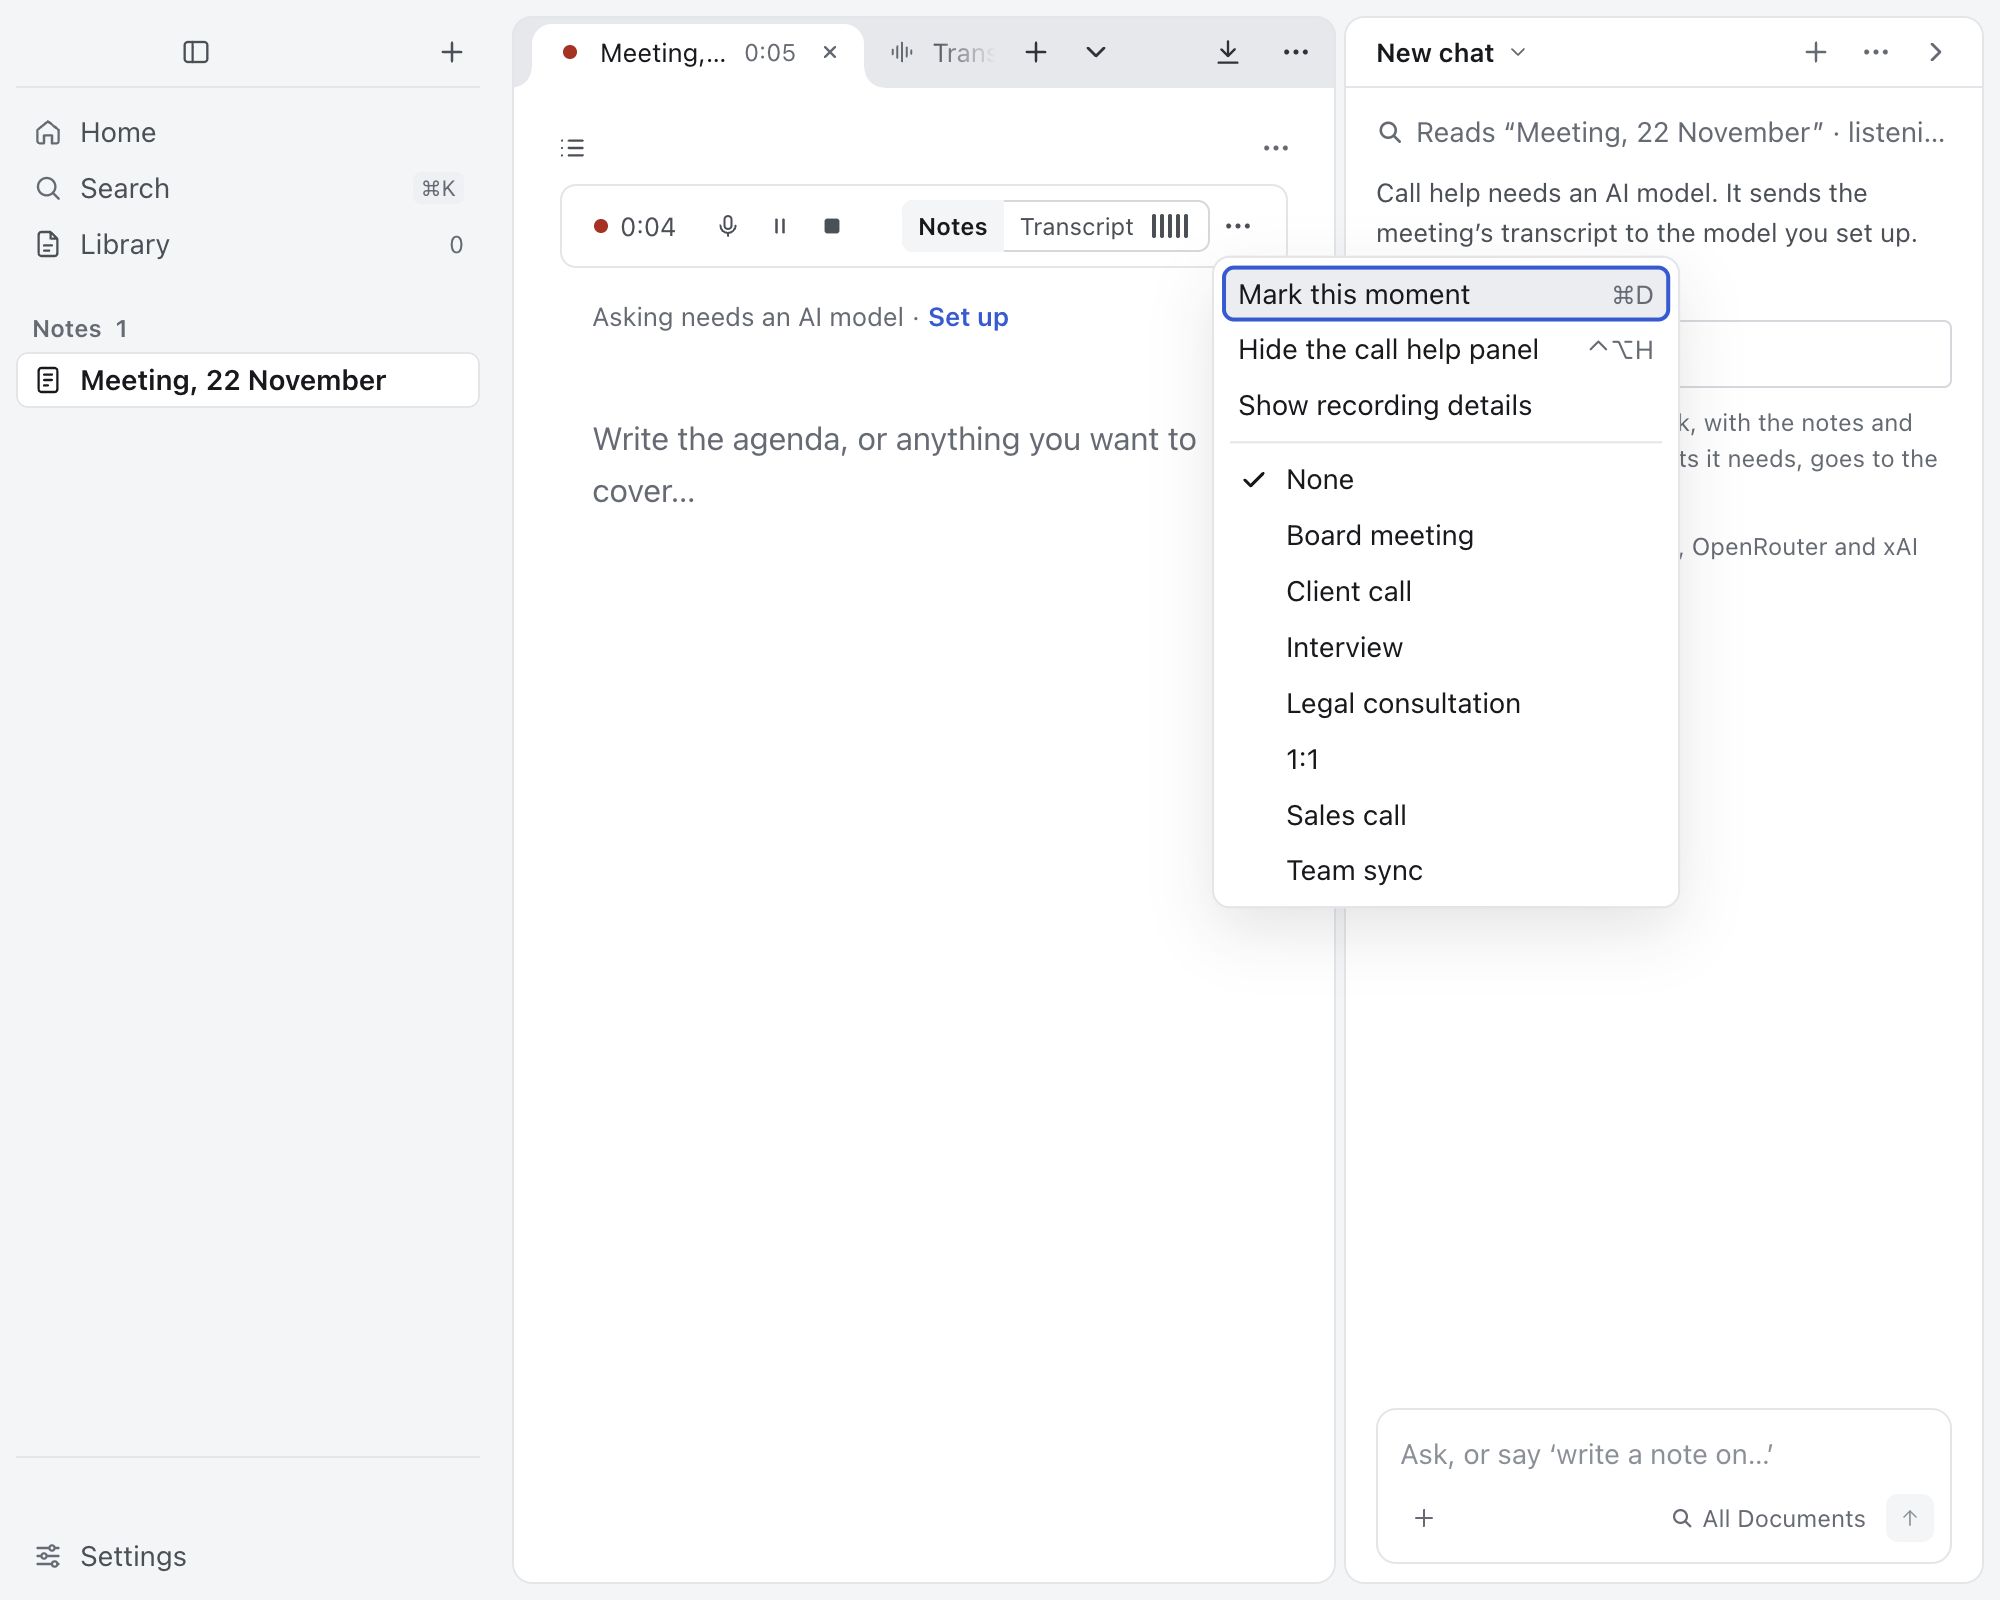 Home
Search ⌘K
Library 0
Notes 1
Meeting, 22 November
Settings
Meeting,... 0:05
Trans
0:04
Notes Transcript
Asking needs an AI model · Set up
Write the agenda, or anything you want to
cover...
Mark this moment ⌘D
Hide the call help panel ⌃⌥H
Show recording details
None
Board meeting
Client call
Interview
Legal consultation
1:1
Sales call
Team sync
New chat
Reads “Meeting, 22 November” · listeni...
Call help needs an AI model. It sends the
meeting’s transcript to the model you set up.
, with the notes and
it needs, goes to the
, OpenRouter and xAI
Ask, or say ‘write a note on...’
All Documents